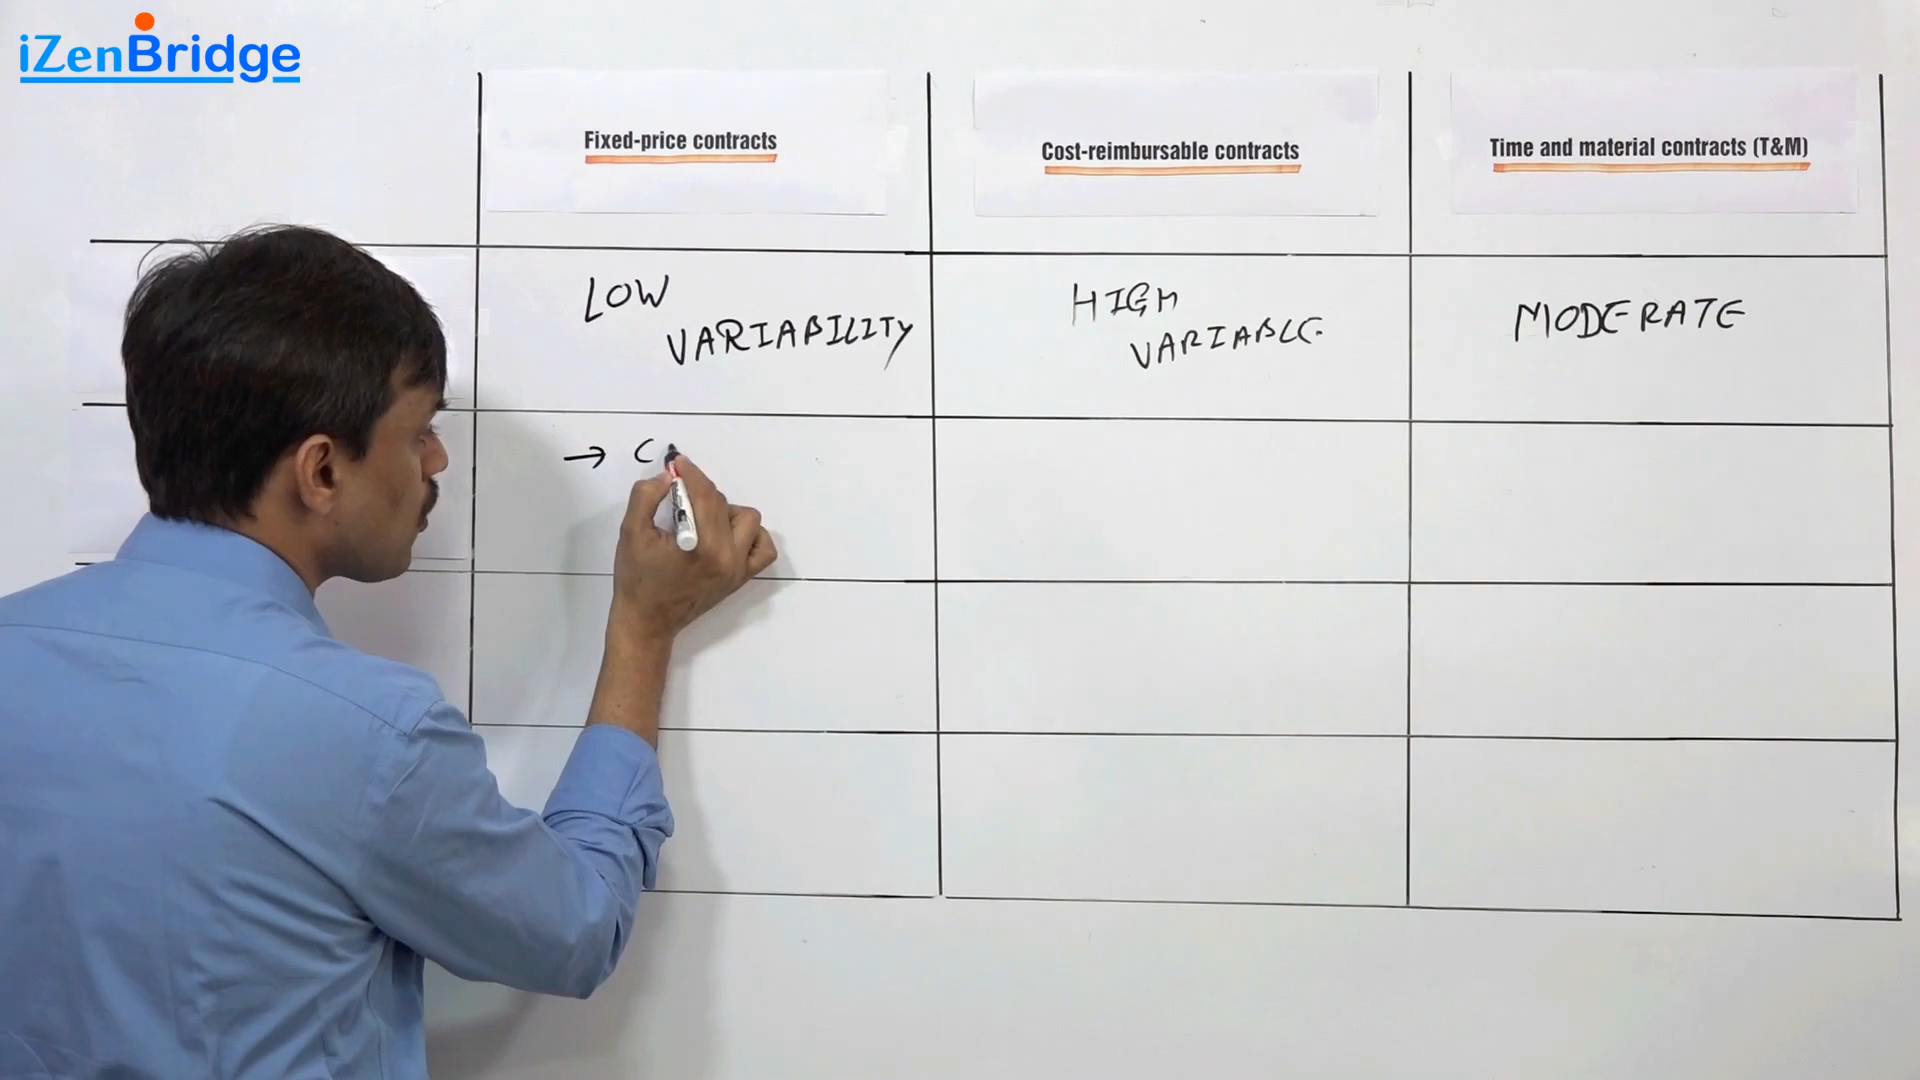 iZenBridge
Fixed-price contracts
Cost-reimbursable contracts
Time and material contracts (T&M)
LOW
VARIABILITY
HIGH
VARIABLE
MODERATE
→ C